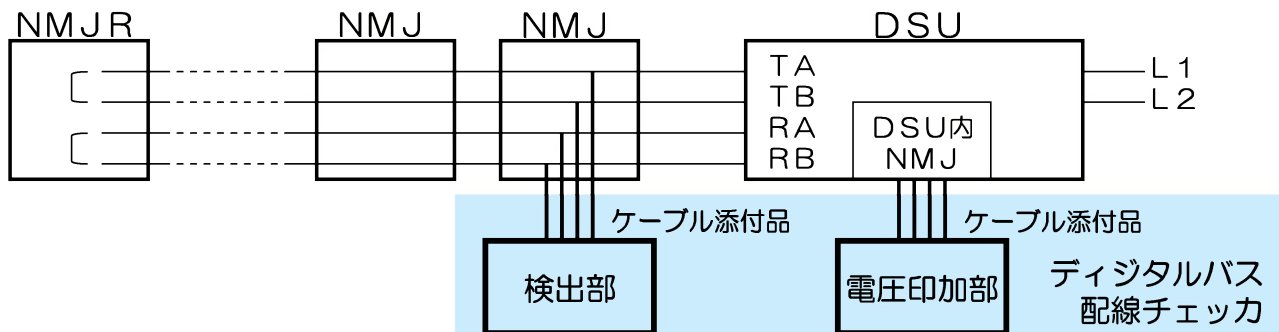 NMJR
NMJ
NMJ
DSU
TA
TB
RA
RB
L1
L2
DSU内
NMJ
ケーブル添付品
ケーブル添付品
検出部
電圧印加部
ディジタルバス
配線チェッカ